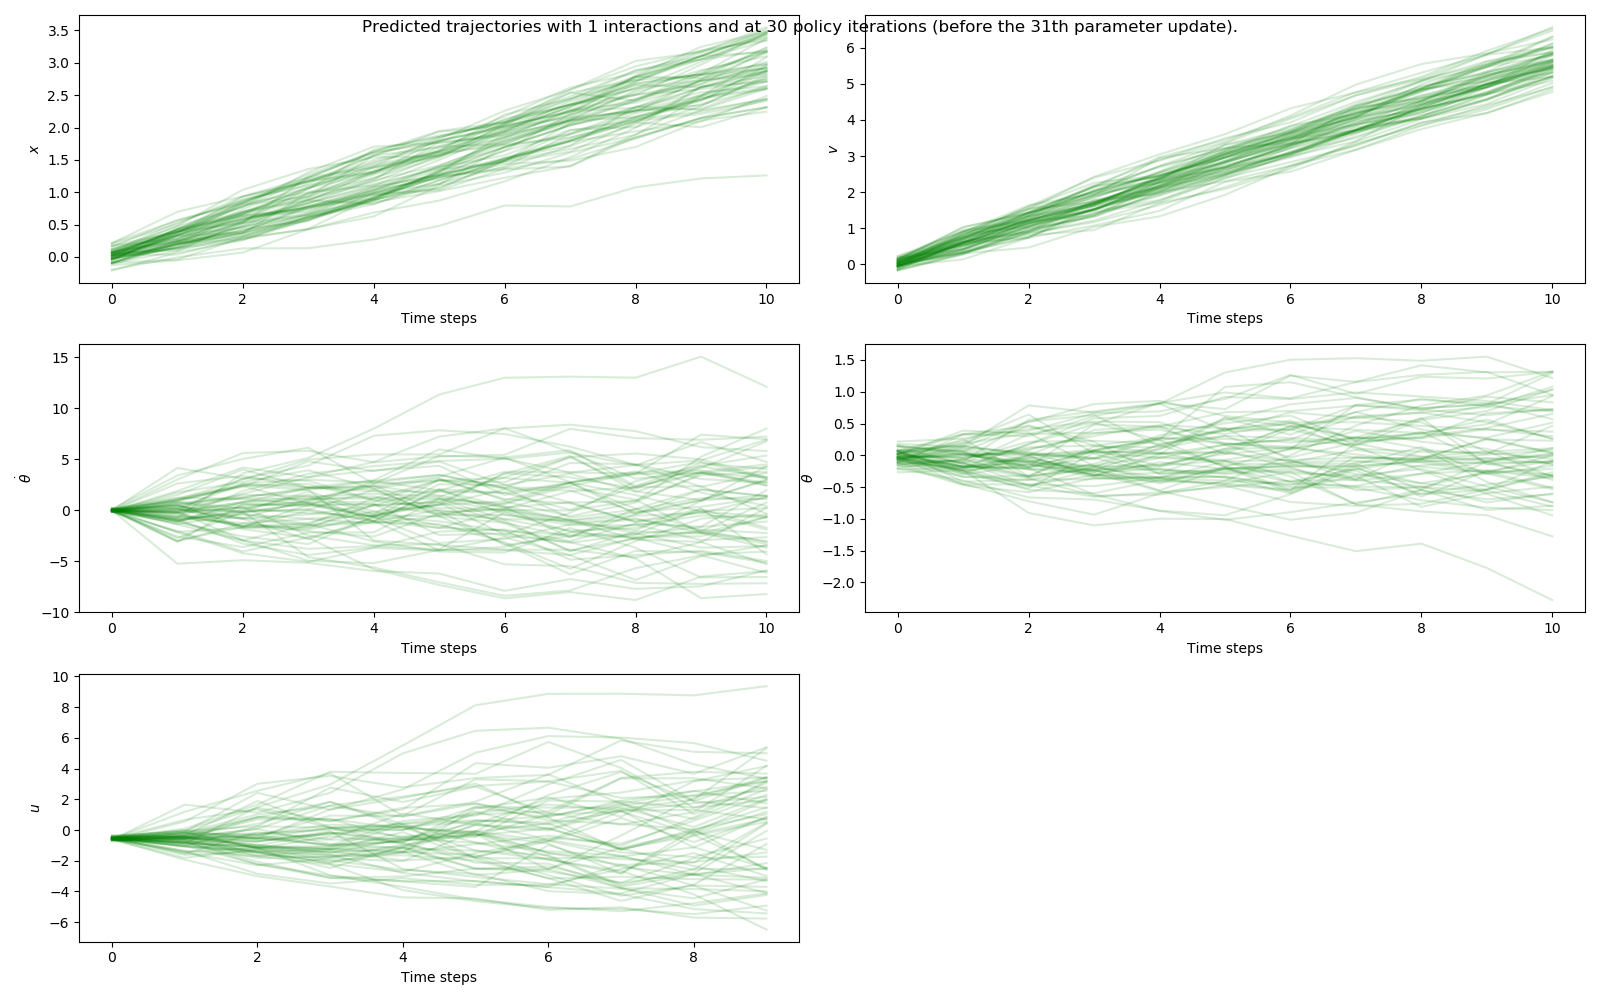 Predicted trajectories with 1 interactions and at 30 policy iterations (before the 31th parameter update).
3.5
3.0
2.5
2.0
1.5
1.0
0.5
0.0
x
0 2 4 6 8 10
Time steps
6
5
4
3
2
1
0
v
0 2 4 6 8 10
Time steps
15
10
5
0
−5
−10
θ̇
0 2 4 6 8 10
Time steps
1.5
1.0
0.5
0.0
−0.5
−1.0
−1.5
−2.0
θ
0 2 4 6 8 10
Time steps
10
8
6
4
2
0
−2
−4
−6
u
0 2 4 6 8
Time steps